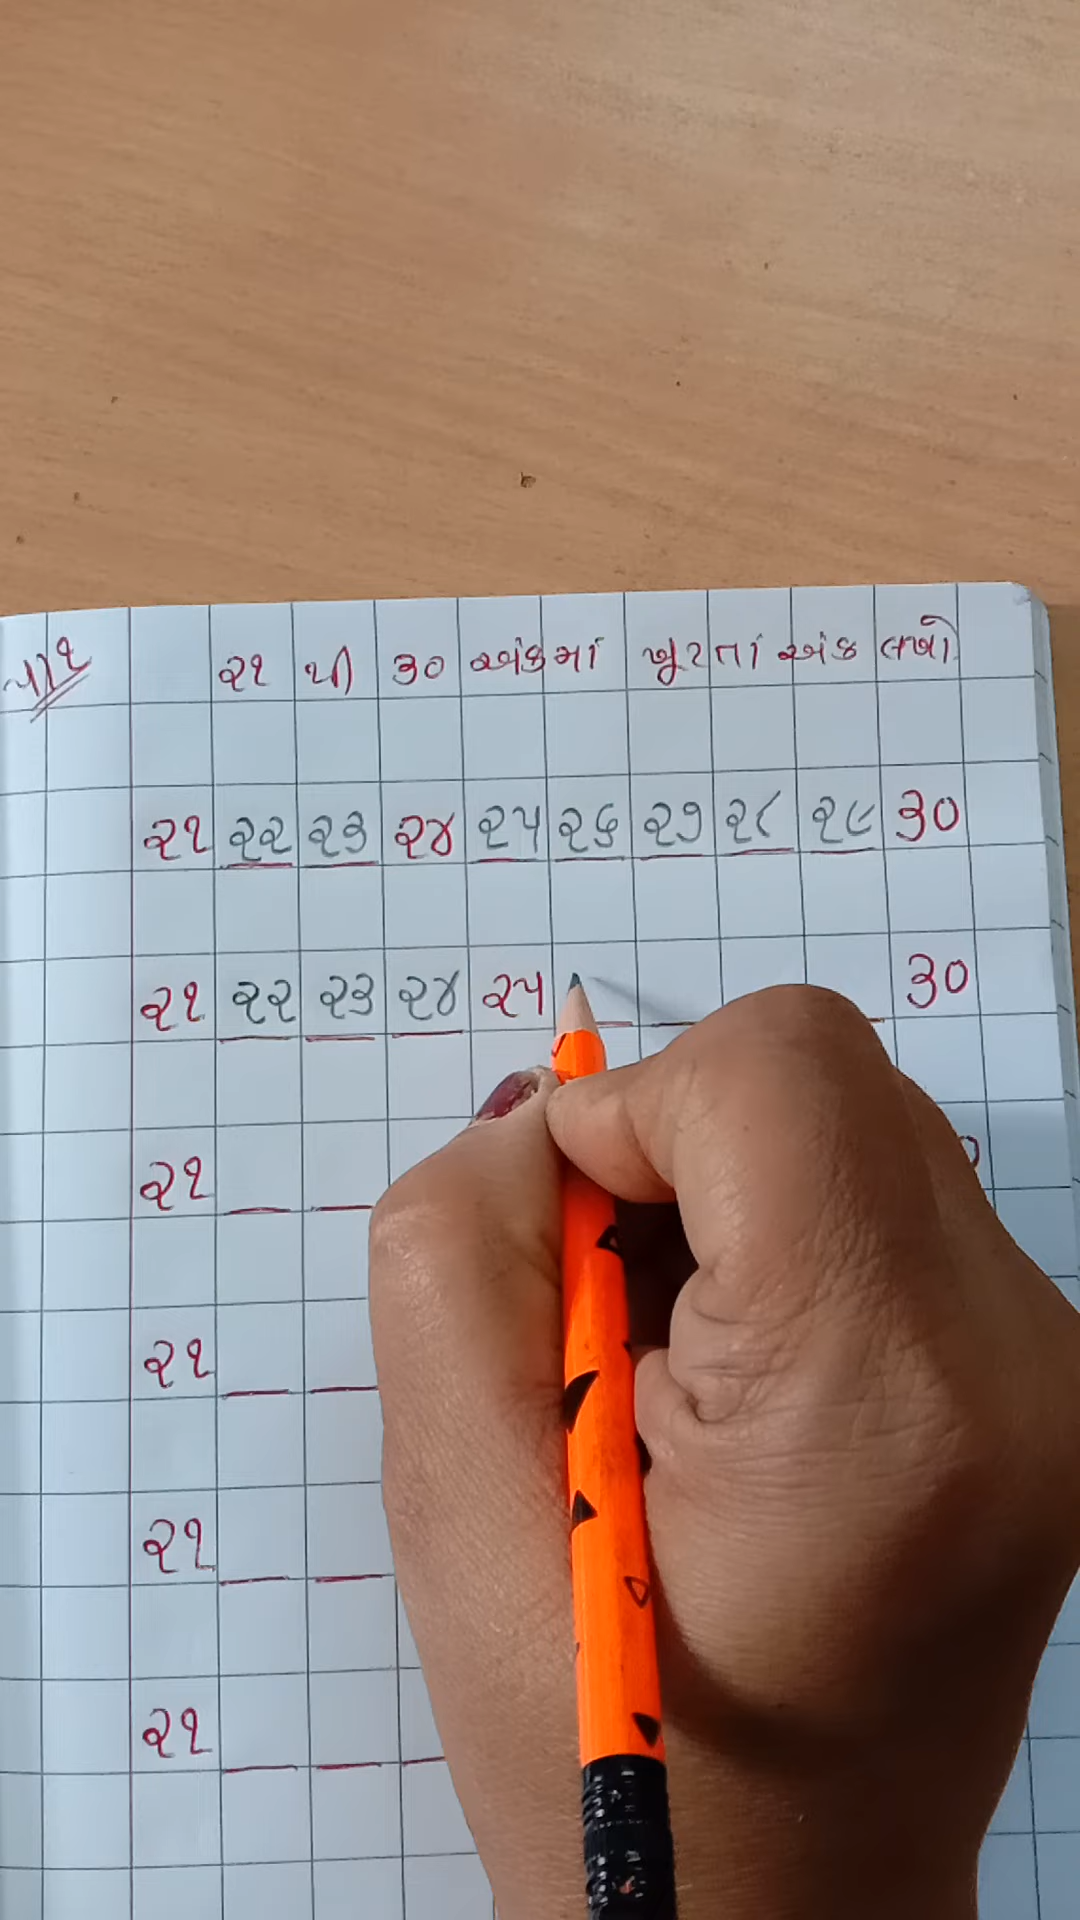 પ્ર૧ ૨૧ થી ૩૦ અંકમાં ખૂટતાં અંક લખો
૨૧ ૨૨ ૨૩ ૨૪ ૨૫ ૨૬ ૨૭ ૨૮ ૨૯ ૩૦
૨૧ ૨૨ ૨૩ ૨૪ ૨૫ ૩૦
૨૧
૨૧
૨૧
૨૧